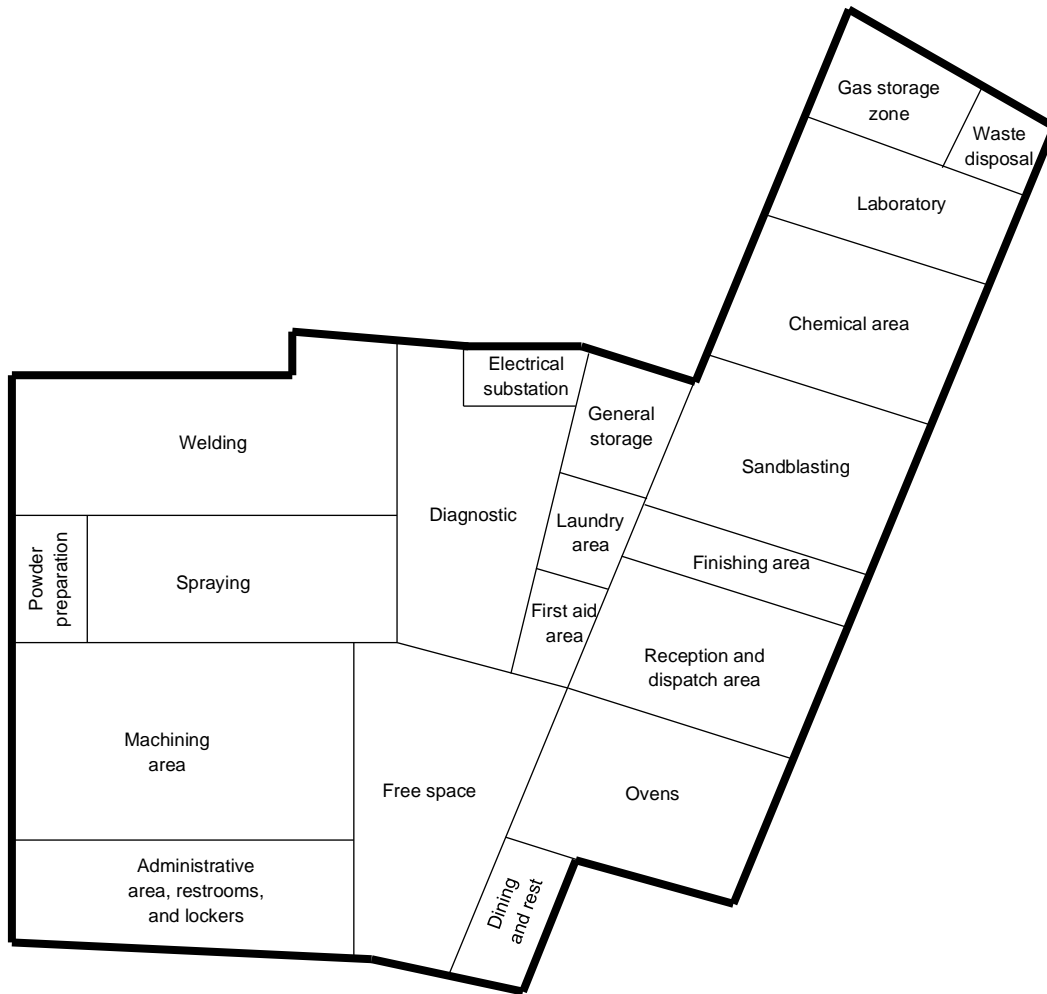 Gas storage
zone
Waste
disposal
Laboratory
Chemical area
Electrical
substation
General
storage
Welding
Sandblasting
Diagnostic
Laundry
area
Finishing area
Powder
preparation
Spraying
First aid
area
Reception and
dispatch area
Machining
area
Free space
Ovens
Administrative
area, restrooms,
and lockers
Dining
and rest